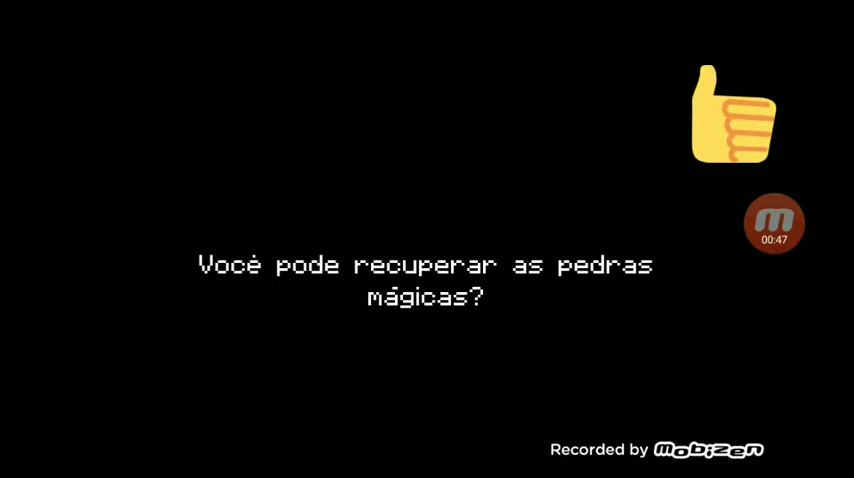 Você pode recuperar as pedras
mágicas?
m
00:47
Recorded by mobizen